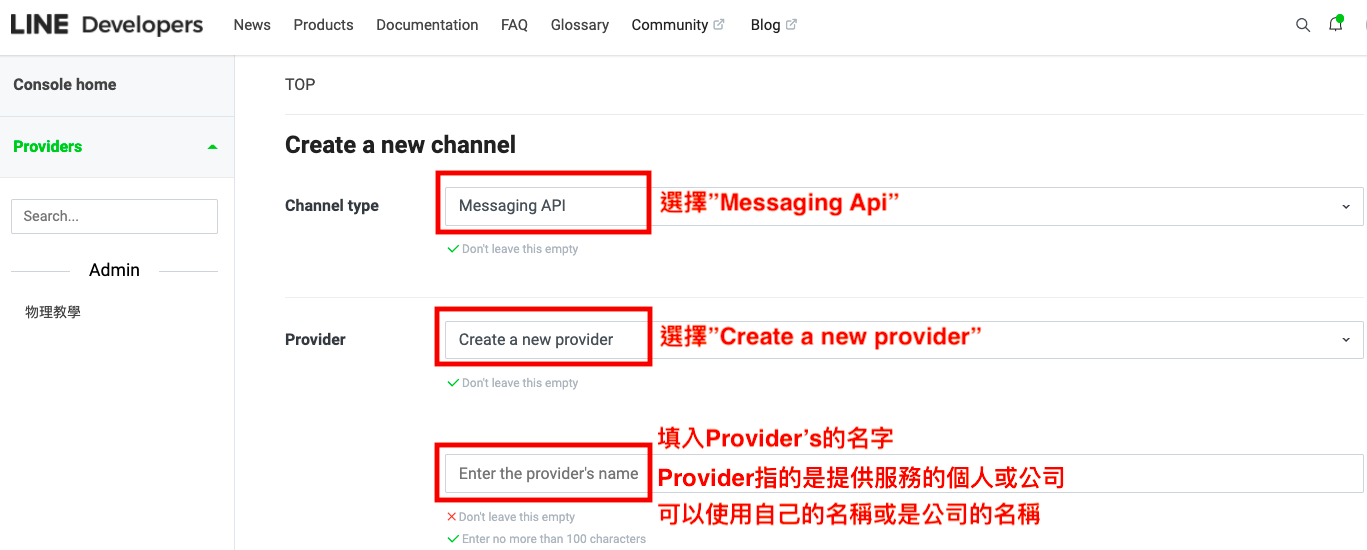 LINE Developers News Products Documentation FAQ Glossary Community Blog
Console home
TOP
Providers
Create a new channel
Channel type
Messaging API
選擇”Messaging Api”
Search...
Don't leave this empty
Admin
物理教學
Provider
Create a new provider
選擇”Create a new provider”
Don't leave this empty
填入Provider’s的名字
Enter the provider's name
Provider指的是提供服務的個人或公司
可以使用自己的名稱或是公司的名稱
Don't leave this empty
Enter no more than 100 characters